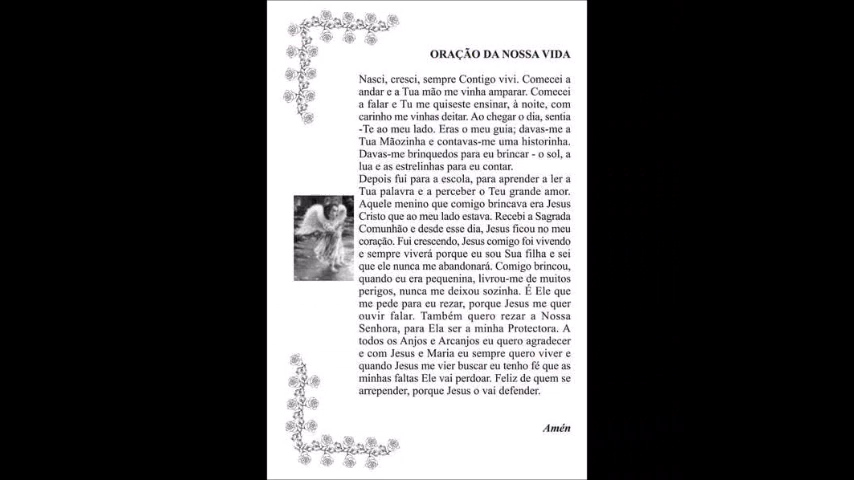 ORAÇÃO DA NOSSA VIDA
Nasci, cresci, sempre Contigo vivi. Comecei a
andar e a Tua mão me vinha amparar. Comecei
a falar e Tu me quiseste ensinar, à noite, com
carinho me vinhas deitar. Ao chegar o dia, sentia
-Te ao meu lado. Eras o meu guia; davas-me a
Tua Mãozinha e contavas-me uma historinha.
Davas-me brinquedos para eu brincar - o sol, a
lua e as estrelinhas para eu contar.
Depois fui para a escola, para aprender a ler a
Tua palavra e a perceber o Teu grande amor.
Aquele menino que comigo brincava era Jesus
Cristo que ao meu lado estava. Recebi a Sagrada
Comunhão e desde esse dia, Jesus ficou no meu
coração. Fui crescendo, Jesus comigo foi vivendo
e sempre viverá porque eu sou Sua filha e sei
que ele nunca me abandonará. Comigo brincou,
quando eu era pequenina, livrou-me de muitos
perigos, nunca me deixou sozinha. É Ele que
me pede para eu rezar, porque Jesus me quer
ouvir falar. Também quero rezar a Nossa
Senhora, para Ela ser a minha Protectora. A
todos os Anjos e Arcanjos eu quero agradecer
e com Jesus e Maria eu sempre quero viver e
quando Jesus me vier buscar eu tenho fé que as
minhas faltas Ele vai perdoar. Feliz de quem se
arrepender, porque Jesus o vai defender.
Amén